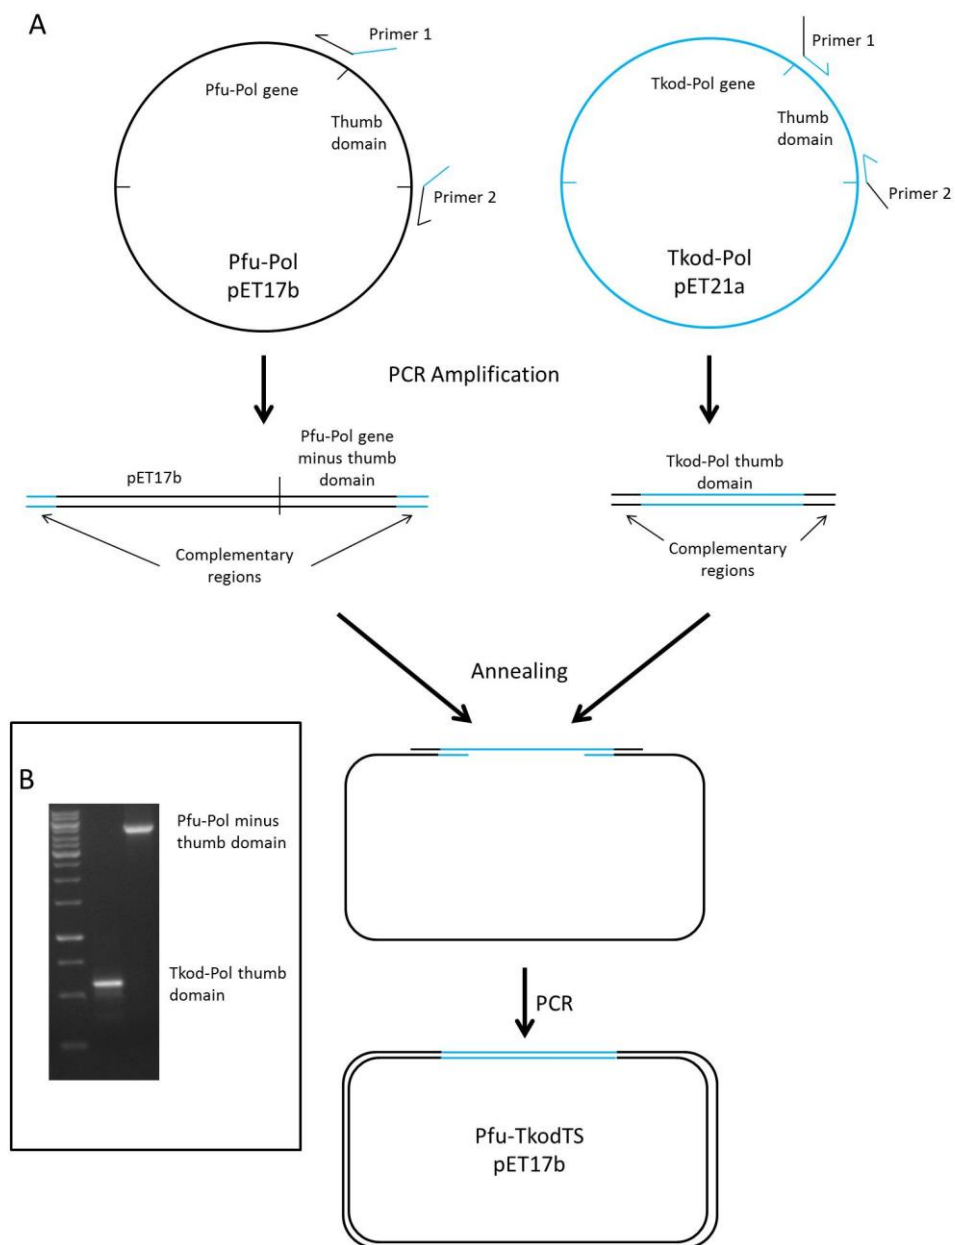 A
Primer 1
Pfu-Pol gene
Thumb
domain
Primer 2
Pfu-Pol
pET17b
Primer 1
Tkod-Pol gene
Thumb
domain
Primer 2
Tkod-Pol
pET21a
PCR Amplification
pET17b
Pfu-Pol gene
minus thumb
domain
Complementary
regions
Tkod-Pol thumb
domain
Complementary
regions
Annealing
B
Pfu-Pol minus
thumb domain
Tkod-Pol thumb
domain
PCR
Pfu-TkodTS
pET17b